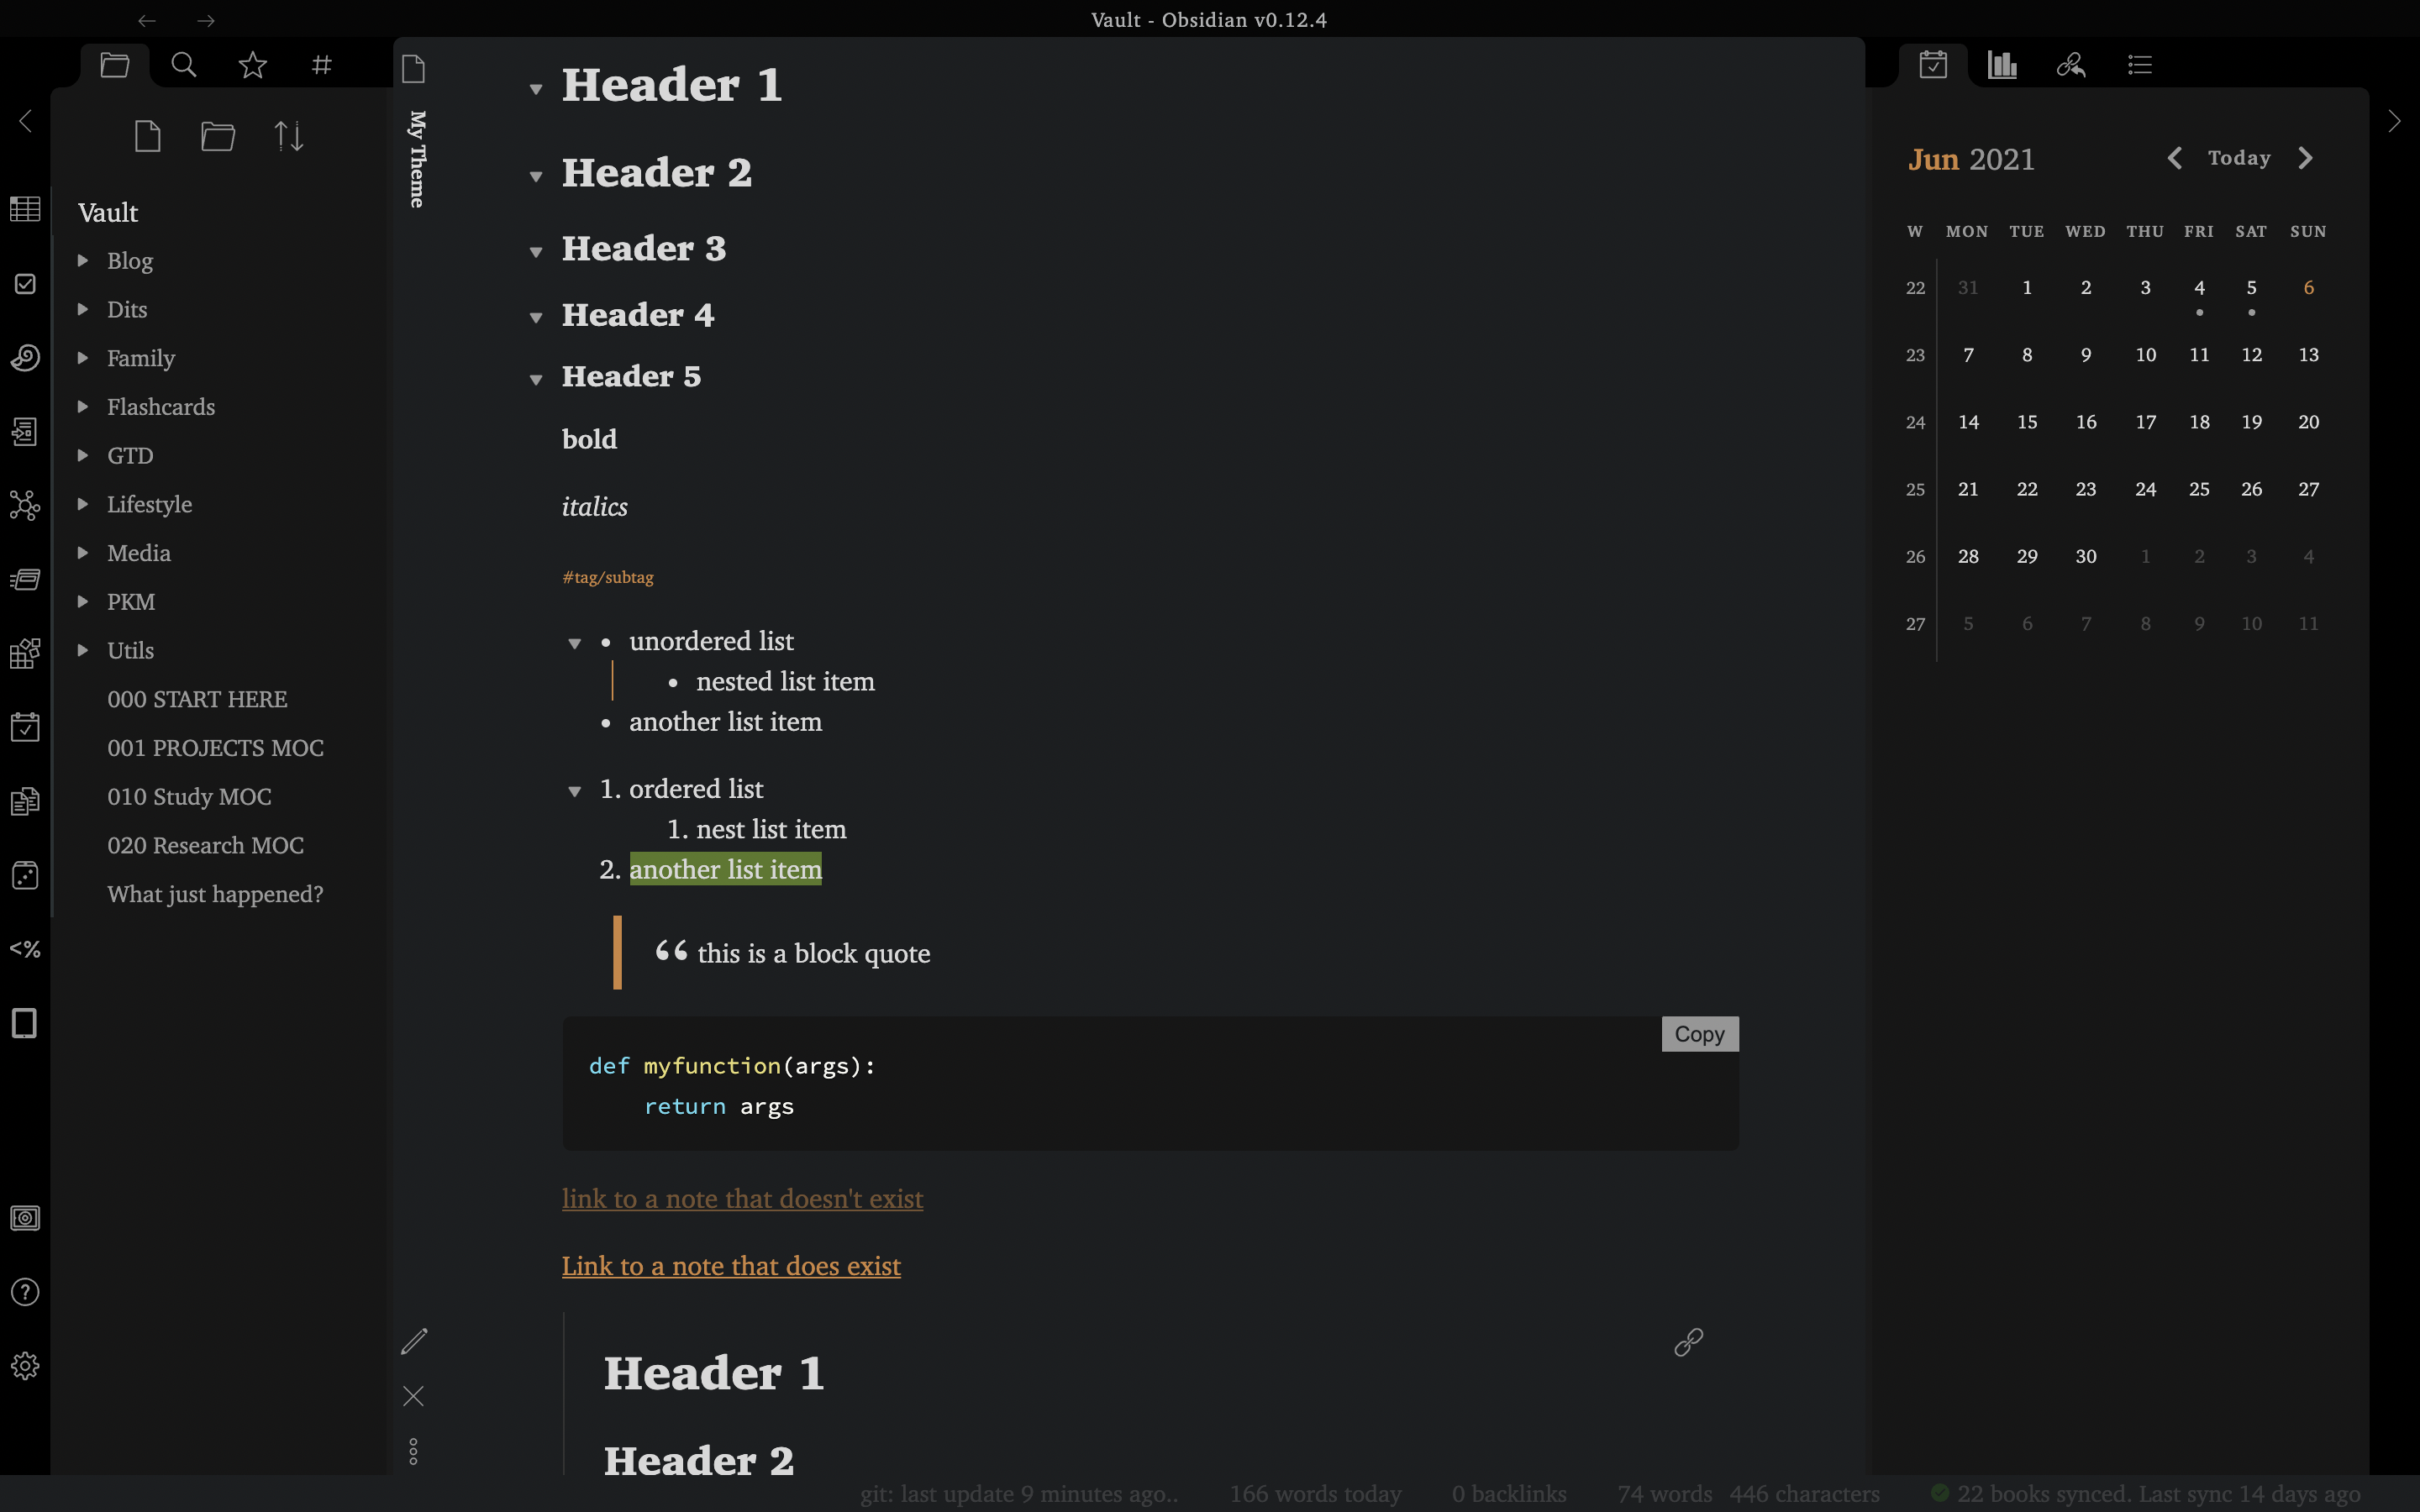 Vault - Obsidian v0.12.4
Vault
Blog
Dits
Family
Flashcards
GTD
Lifestyle
Media
PKM
Utils
000 START HERE
001 PROJECTS MOC
010 Study MOC
020 Research MOC
What just happened?
<%
My Theme
Header 1
Header 2
Header 3
Header 4
Header 5
bold
italics
#tag/subtag
• unordered list
• nested list item
• another list item
1. ordered list
1. nest list item
2. another list item
“ this is a block quote
Copy
def myfunction(args):
    return args
link to a note that doesn't exist
Link to a note that does exist
Header 1
Header 2
Jun 2021
Today
W MON TUE WED THU FRI SAT SUN
22 31 1 2 3 4 5 6
23 7 8 9 10 11 12 13
24 14 15 16 17 18 19 20
25 21 22 23 24 25 26 27
26 28 29 30 1 2 3 4
27 5 6 7 8 9 10 11
git: last update 9 minutes ago.. 166 words today 0 backlinks 74 words 446 characters 22 books synced. Last sync 14 days ago